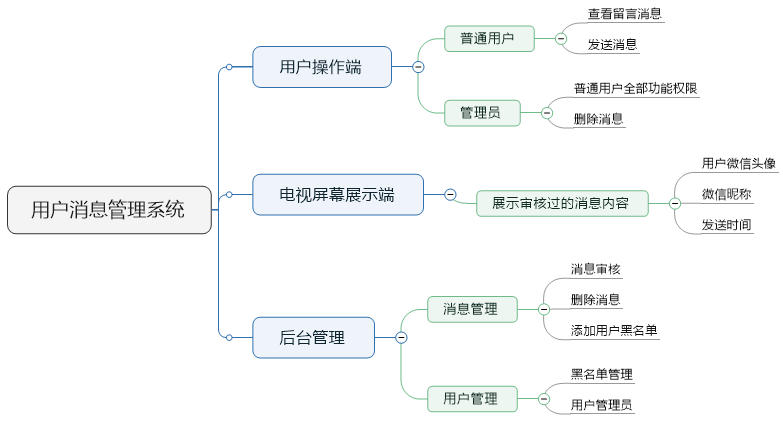 用户消息管理系统
用户操作端
普通用户
查看留言消息
发送消息
管理员
普通用户全部功能权限
删除消息
电视屏幕展示端
展示审核过的消息内容
用户微信头像
微信昵称
发送时间
后台管理
消息管理
消息审核
删除消息
添加用户黑名单
用户管理
黑名单管理
用户管理员